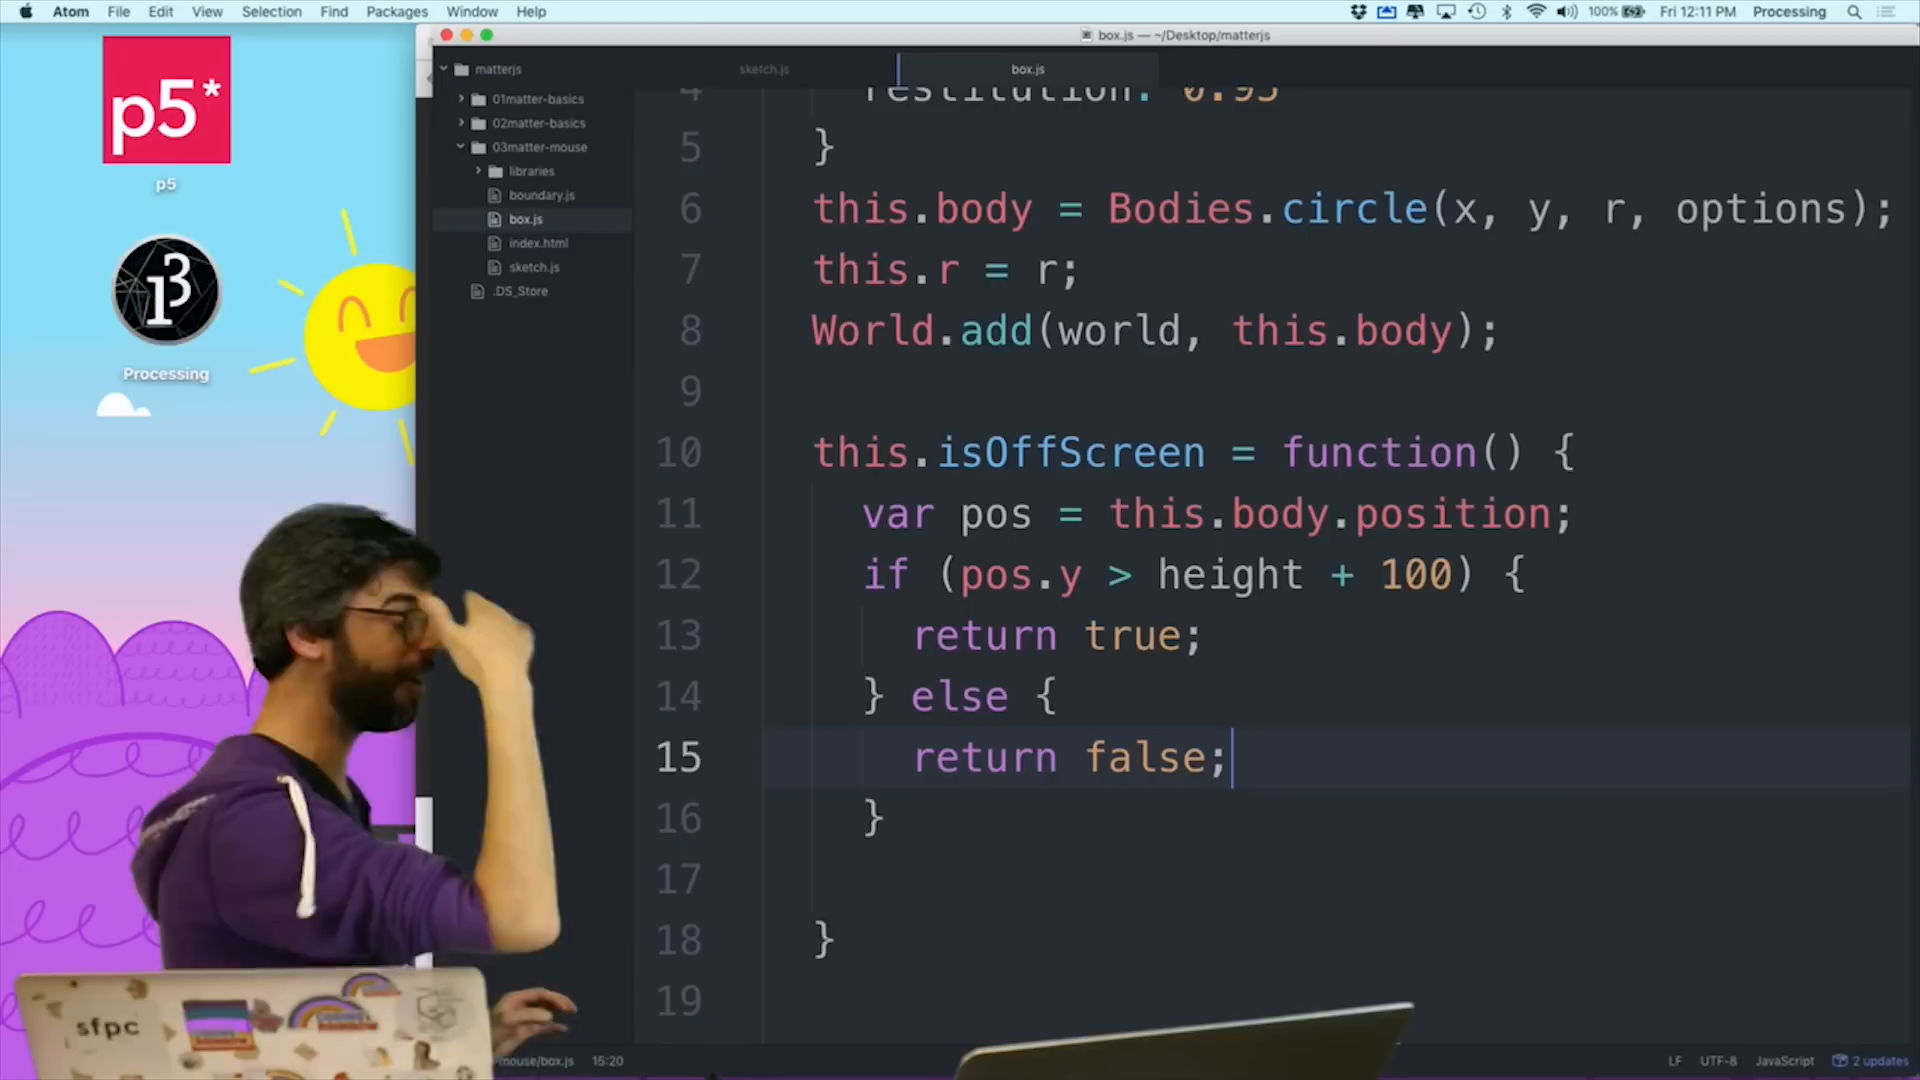 Atom File Edit View Selection Find Packages Window Help
100% Fri 12:11 PM Processing
box.js — ~/Desktop/matterjs
p5*
p5
Processing
matterjs
01matter-basics
02matter-basics
03matter-mouse
libraries
boundary.js
box.js
index.html
sketch.js
.DS_Store
sketch.js
box.js
4 restitution: 0.95
5 }
6 this.body = Bodies.circle(x, y, r, options);
7 this.r = r;
8 World.add(world, this.body);
9
10 this.isOffScreen = function() {
11 var pos = this.body.position;
12 if (pos.y > height + 100) {
13 return true;
14 } else {
15 return false;
16 }
17
18 }
19
sfpc
mouse/box.js 15:20
LF UTF-8 JavaScript 2 updates